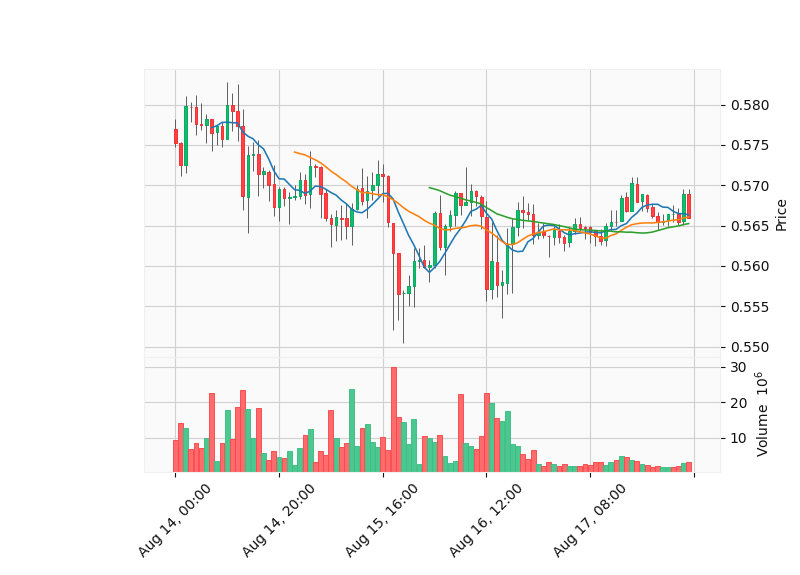 0.580
0.575
0.570
0.565
0.560
0.555
0.550
Price
30
20
10
Volume 10^6
Aug 14, 00:00
Aug 14, 20:00
Aug 15, 16:00
Aug 16, 12:00
Aug 17, 08:00